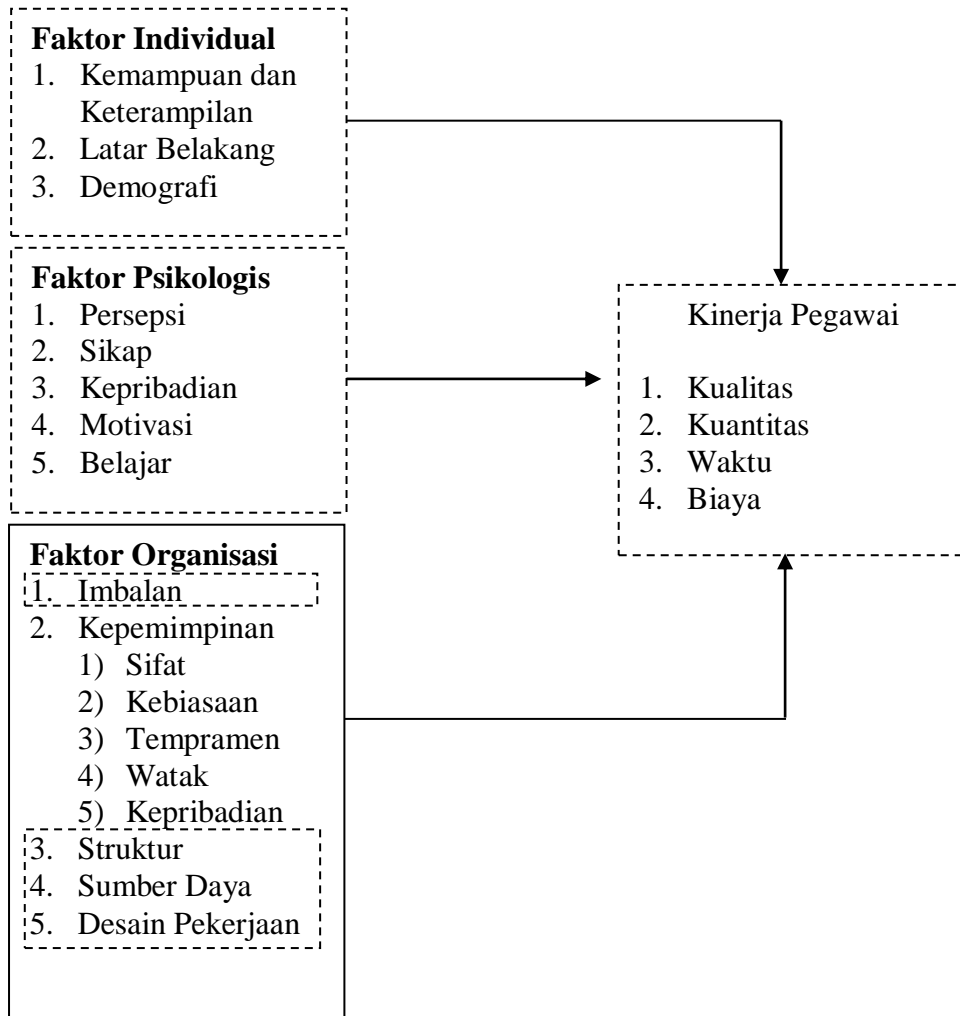 Faktor Individual
1. Kemampuan dan
Keterampilan
2. Latar Belakang
3. Demografi
Faktor Psikologis
1. Persepsi
2. Sikap
3. Kepribadian
4. Motivasi
5. Belajar
Kinerja Pegawai
1. Kualitas
2. Kuantitas
3. Waktu
4. Biaya
Faktor Organisasi
1. Imbalan
2. Kepemimpinan
1) Sifat
2) Kebiasaan
3) Tempramen
4) Watak
5) Kepribadian
3. Struktur
4. Sumber Daya
5. Desain Pekerjaan